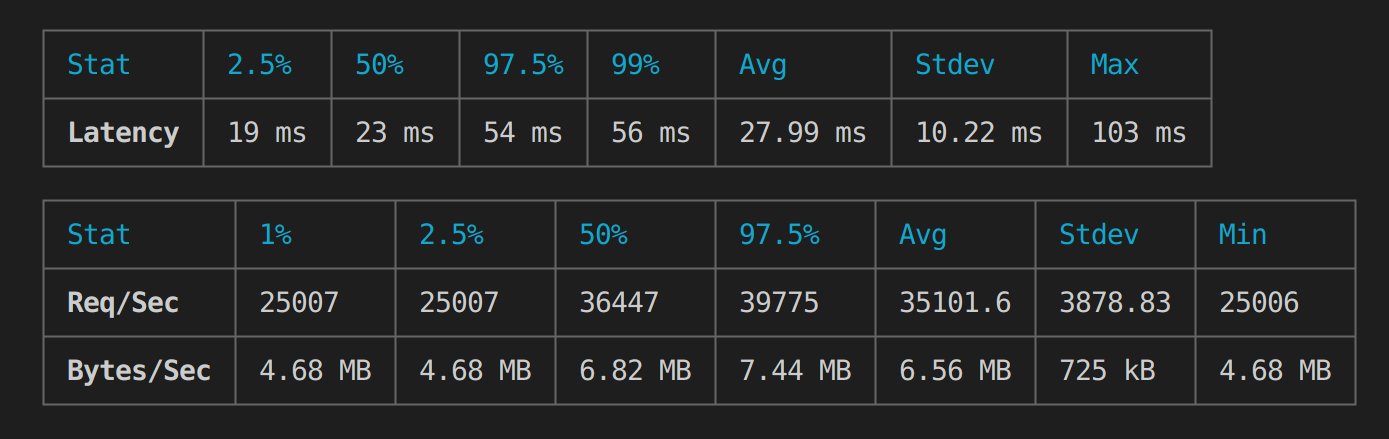 Stat 2.5% 50% 97.5% 99% Avg Stdev Max
Latency 19 ms 23 ms 54 ms 56 ms 27.99 ms 10.22 ms 103 ms
Stat 1% 2.5% 50% 97.5% Avg Stdev Min
Req/Sec 25007 25007 36447 39775 35101.6 3878.83 25006
Bytes/Sec 4.68 MB 4.68 MB 6.82 MB 7.44 MB 6.56 MB 725 kB 4.68 MB